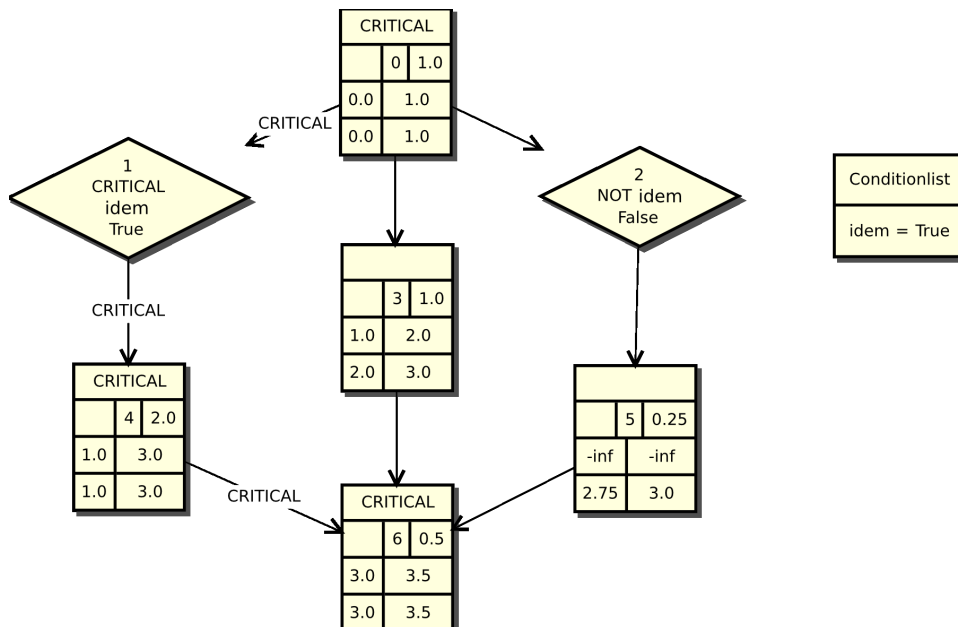 CRITICAL
0 1.0
0.0 1.0
0.0 1.0
CRITICAL
1
CRITICAL
idem
True
2
NOT idem
False
Conditionlist
idem = True
3 1.0
1.0 2.0
2.0 3.0
CRITICAL
CRITICAL
4 2.0
1.0 3.0
1.0 3.0
5 0.25
-inf -inf
2.75 3.0
CRITICAL
CRITICAL
6 0.5
3.0 3.5
3.0 3.5